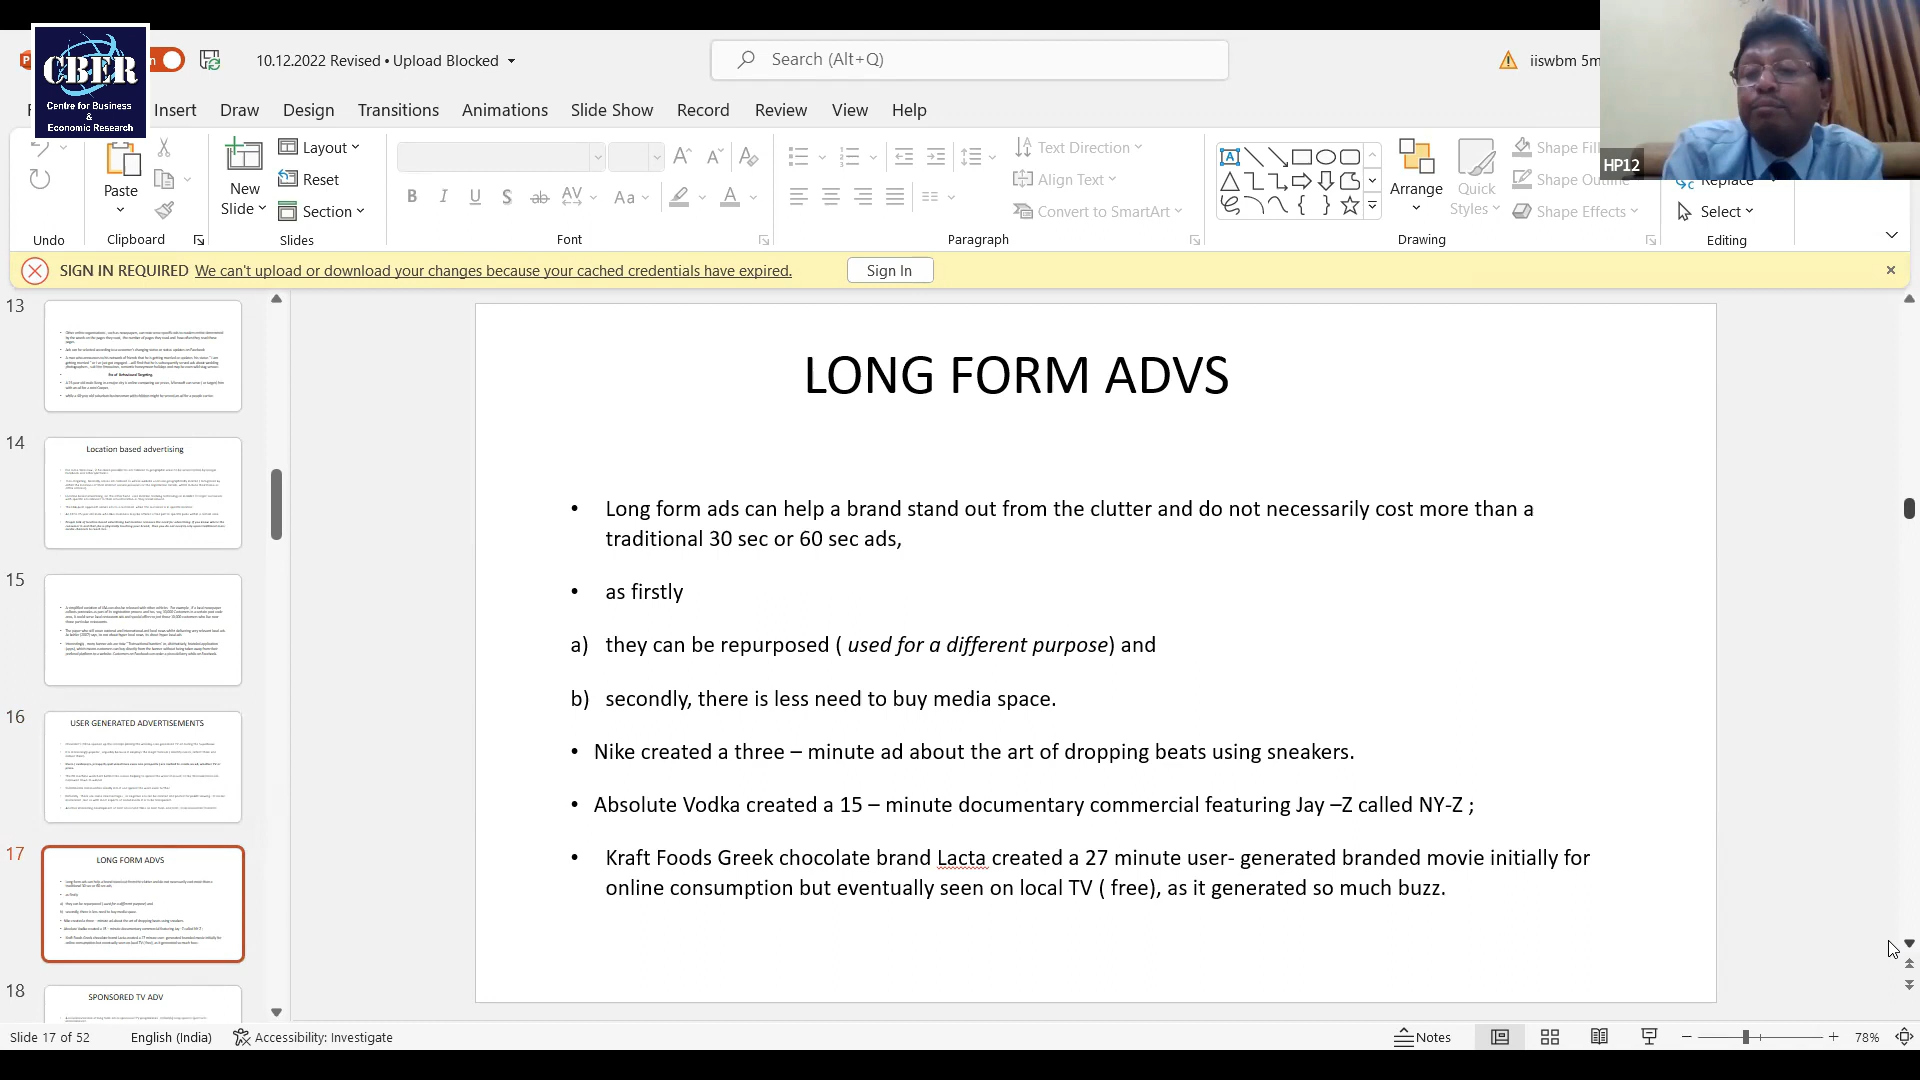 CBER
Centre for Business
&
Economic Research
10.12.2022 Revised • Upload Blocked
Search (Alt+Q)
iiswbm 5m
HP12
Insert Draw Design Transitions Animations Slide Show Record Review View Help
Paste
New
Slide
Layout
Reset
Section
Text Direction
Align Text
Convert to SmartArt
Arrange
Quick
Styles
Shape Fill
Shape Outline
Shape Effects
Replace
Select
Undo Clipboard Slides Font Paragraph Drawing Editing
SIGN IN REQUIRED We can't upload or download your changes because your cached credentials have expired. Sign In
13
14
Location based advertising
15
16
USER GENERATED ADVERTISEMENTS
17
LONG FORM ADVS
18
SPONSORED TV ADV
LONG FORM ADVS
• Long form ads can help a brand stand out from the clutter and do not necessarily cost more than a
traditional 30 sec or 60 sec ads,
• as firstly
a) they can be repurposed ( used for a different purpose) and
b) secondly, there is less need to buy media space.
• Nike created a three – minute ad about the art of dropping beats using sneakers.
• Absolute Vodka created a 15 – minute documentary commercial featuring Jay –Z called NY-Z ;
• Kraft Foods Greek chocolate brand Lacta created a 27 minute user- generated branded movie initially for
online consumption but eventually seen on local TV ( free), as it generated so much buzz.
Slide 17 of 52 English (India) Accessibility: Investigate Notes 78%